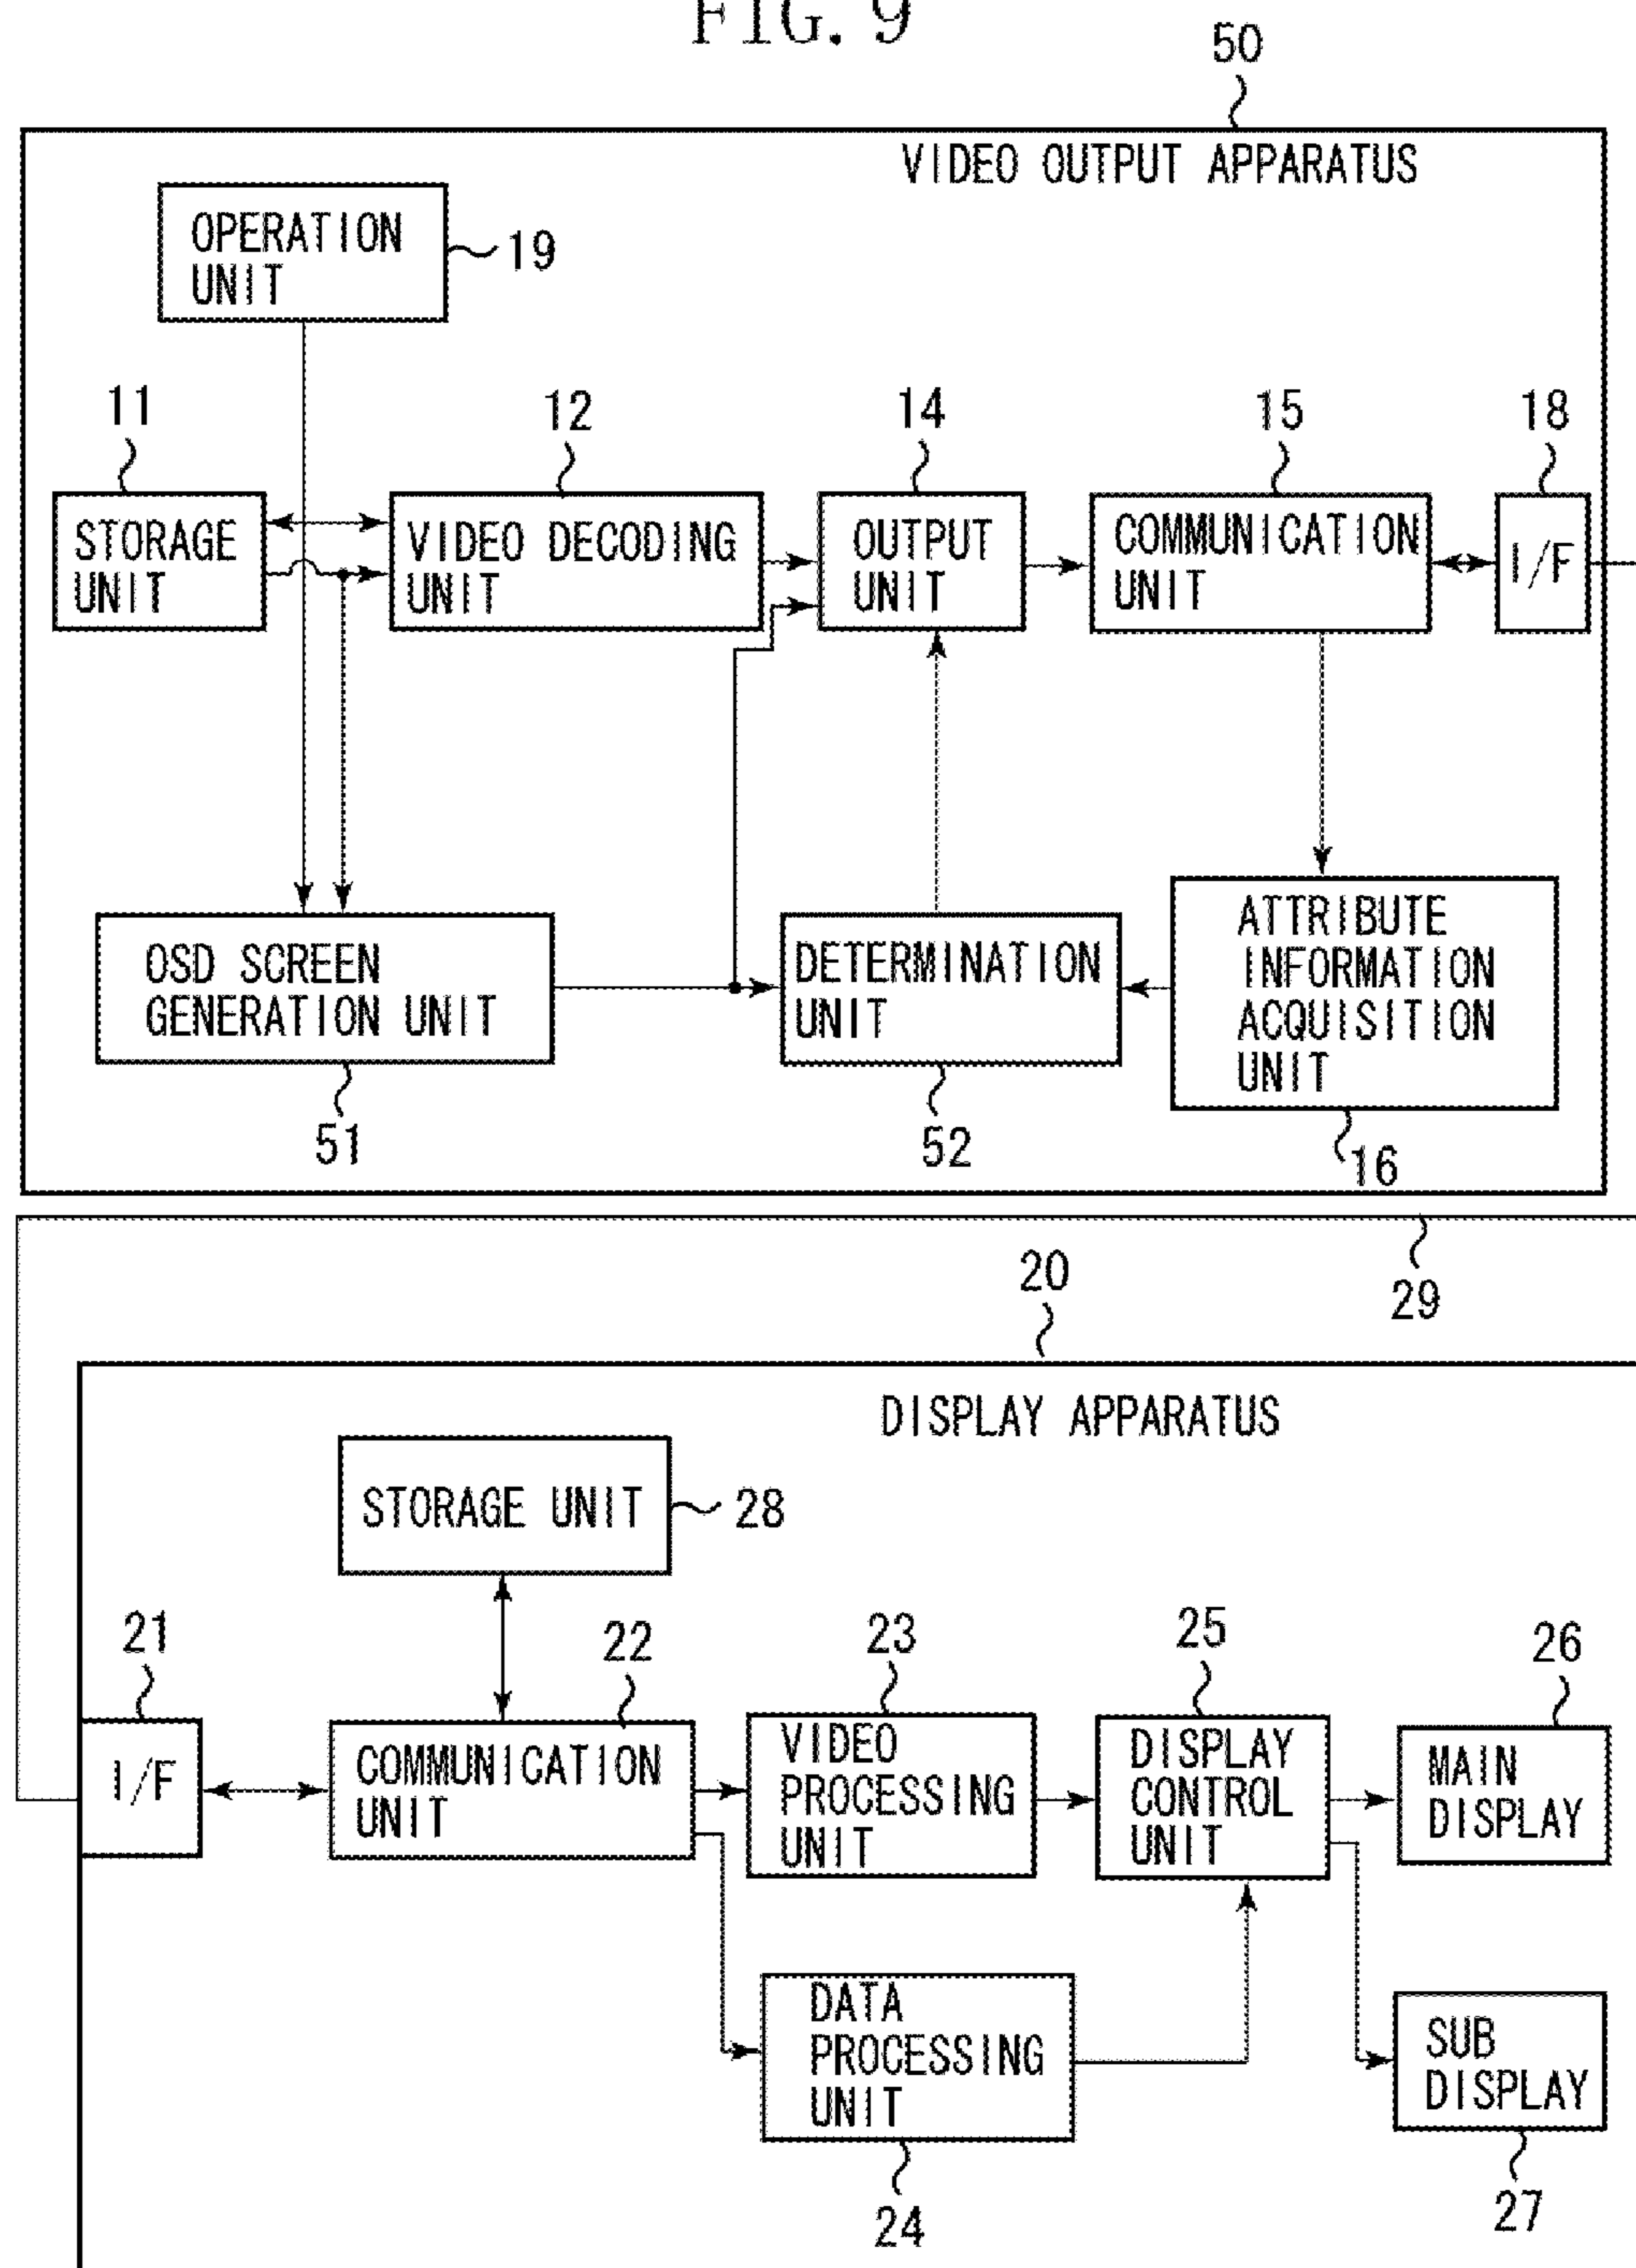 FIG. 9
50
VIDEO OUTPUT APPARATUS
OPERATION
UNIT
19
11
12
14
15
18
STORAGE
UNIT
VIDEO DECODING
UNIT
OUTPUT
UNIT
COMMUNICATION
UNIT
I/F
OSD SCREEN
GENERATION UNIT
DETERMINATION
UNIT
ATTRIBUTE
INFORMATION
ACQUISITION
UNIT
51
52
16
29
20
DISPLAY APPARATUS
STORAGE UNIT
28
21
22
23
25
26
I/F
COMMUNICATION
UNIT
VIDEO
PROCESSING
UNIT
DISPLAY
CONTROL
UNIT
MAIN
DISPLAY
DATA
PROCESSING
UNIT
SUB
DISPLAY
24
27